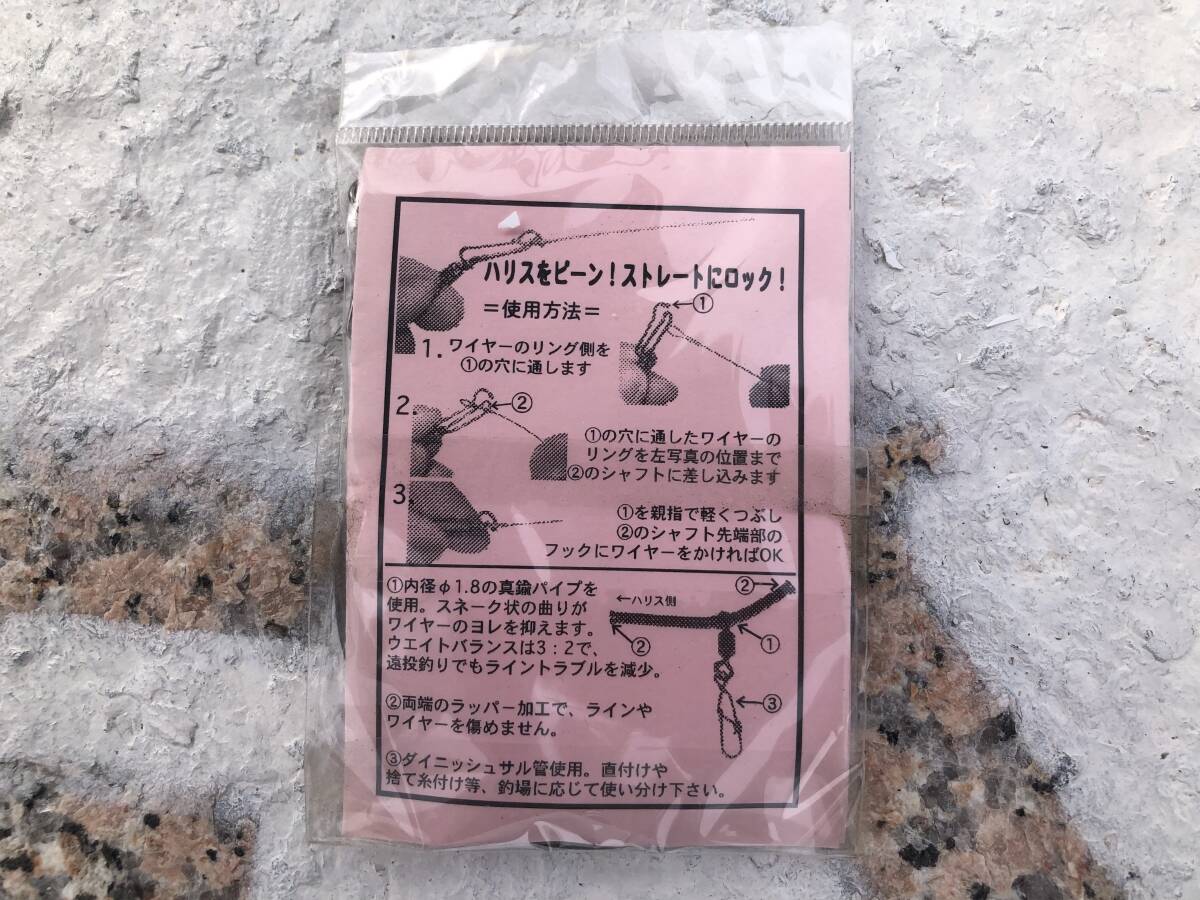 ハリスをピーン!ストレートにロック!
=使用方法=
←①
1.ワイヤーのリング側を
①の穴に通します
2.
←②
①の穴に通したワイヤーの
リングを左写真の位置まで
②のシャフトに差し込みます
3.
①を親指で軽くつぶし
②のシャフト先端部の
フックにワイヤーをかければOK
①内径φ1.8の真鍮パイプを
使用。スネーク状の曲りが
ワイヤーのヨレを抑えます。
ウエイトバランスは3:2で、
遠投釣りでもライントラブルを減少。
②→
←ハリス側
②
①
←③
②両端のラッパー加工で、ラインや
ワイヤーを傷めません。
③ダイニッシュサル管使用。直付けや
捨て糸付け等、釣場に応じて使い分け下さい。